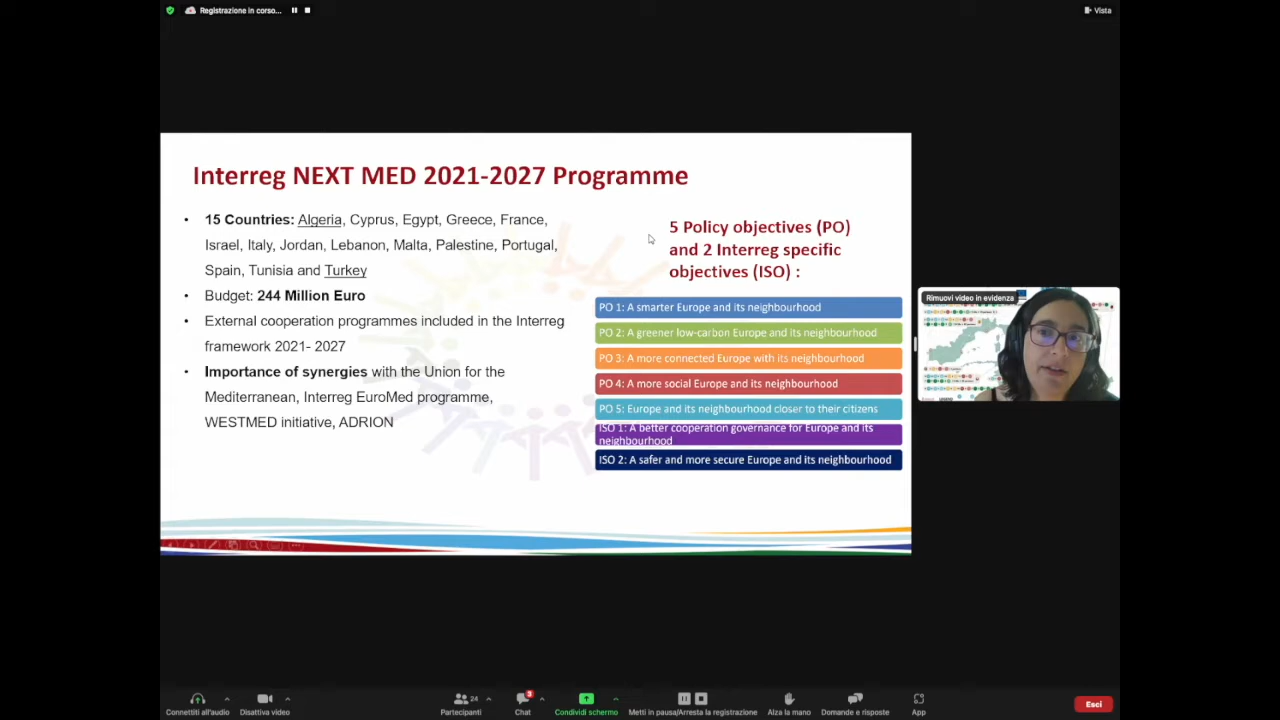 Registrazione in corso...
Vista
Interreg NEXT MED 2021-2027 Programme
• 15 Countries: Algeria, Cyprus, Egypt, Greece, France,
Israel, Italy, Jordan, Lebanon, Malta, Palestine, Portugal,
Spain, Tunisia and Turkey
• Budget: 244 Million Euro
• External cooperation programmes included in the Interreg
framework 2021- 2027
• Importance of synergies with the Union for the
Mediterranean, Interreg EuroMed programme,
WESTMED initiative, ADRION
5 Policy objectives (PO)
and 2 Interreg specific
objectives (ISO) :
PO 1: A smarter Europe and its neighbourhood
PO 2: A greener low-carbon Europe and its neighbourhood
PO 3: A more connected Europe with its neighbourhood
PO 4: A more social Europe and its neighbourhood
PO 5: Europe and its neighbourhood closer to their citizens
ISO 1: A better cooperation governance for Europe and its
neighbourhood
ISO 2: A safer and more secure Europe and its neighbourhood
Rimuovi video in evidenza
Connettiti all'audio
Disattiva video
24
Partecipanti
3
Chat
Condividi schermo
Metti in pausa/Arresta la registrazione
Alza la mano
Domande e risposte
App
Esci